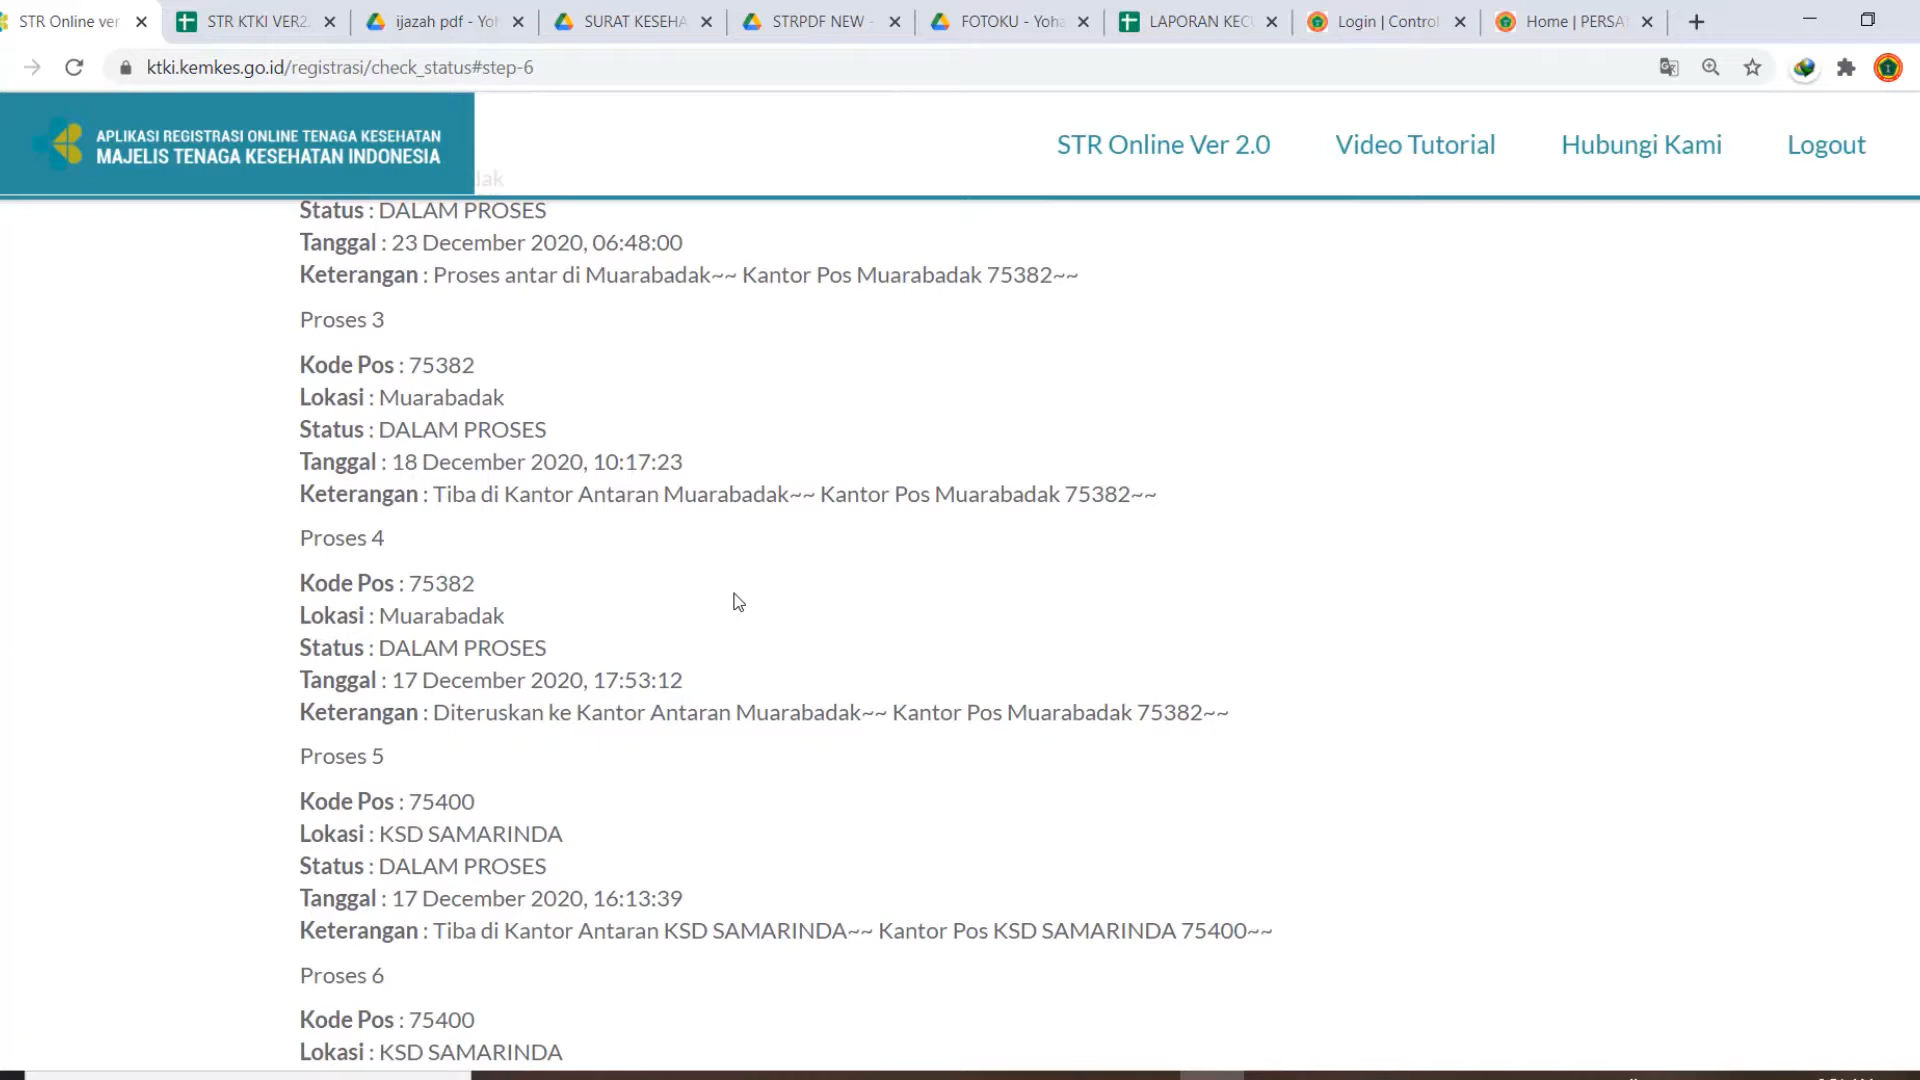 STR Online ver
STR KTKI VER2.
ijazah pdf - Yoh
SURAT KESEHA
STRPDF NEW -
FOTOKU - Yoha
LAPORAN KECU
Login | Control
Home | PERSAT
ktki.kemkes.go.id/registrasi/check_status#step-6
APLIKASI REGISTRASI ONLINE TENAGA KESEHATAN
MAJELIS TENAGA KESEHATAN INDONESIA
STR Online Ver 2.0
Video Tutorial
Hubungi Kami
Logout
dak
Status : DALAM PROSES
Tanggal : 23 December 2020, 06:48:00
Keterangan : Proses antar di Muarabadak~~ Kantor Pos Muarabadak 75382~~
Proses 3
Kode Pos : 75382
Lokasi : Muarabadak
Status : DALAM PROSES
Tanggal : 18 December 2020, 10:17:23
Keterangan : Tiba di Kantor Antaran Muarabadak~~ Kantor Pos Muarabadak 75382~~
Proses 4
Kode Pos : 75382
Lokasi : Muarabadak
Status : DALAM PROSES
Tanggal : 17 December 2020, 17:53:12
Keterangan : Diteruskan ke Kantor Antaran Muarabadak~~ Kantor Pos Muarabadak 75382~~
Proses 5
Kode Pos : 75400
Lokasi : KSD SAMARINDA
Status : DALAM PROSES
Tanggal : 17 December 2020, 16:13:39
Keterangan : Tiba di Kantor Antaran KSD SAMARINDA~~ Kantor Pos KSD SAMARINDA 75400~~
Proses 6
Kode Pos : 75400
Lokasi : KSD SAMARINDA